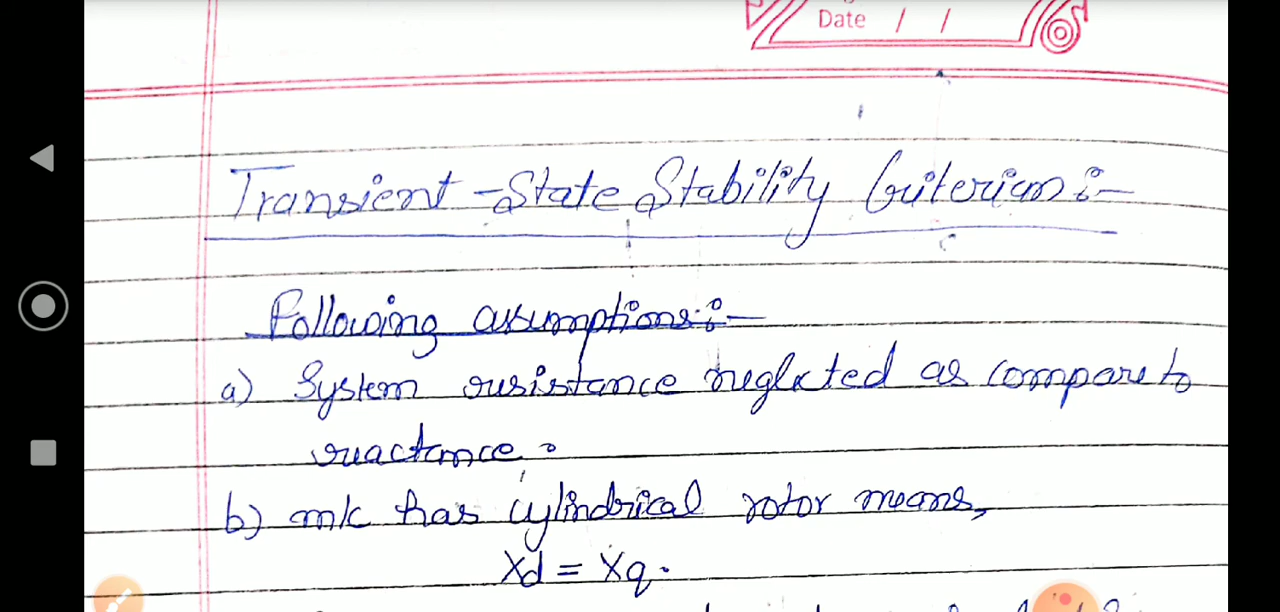 Date / /
Transient-State Stability Criterion:-
Following assumptions:-
a) System resistance neglected as compare to
reactance.
b) m/c has cylindrical rotor means,
Xd = Xq.